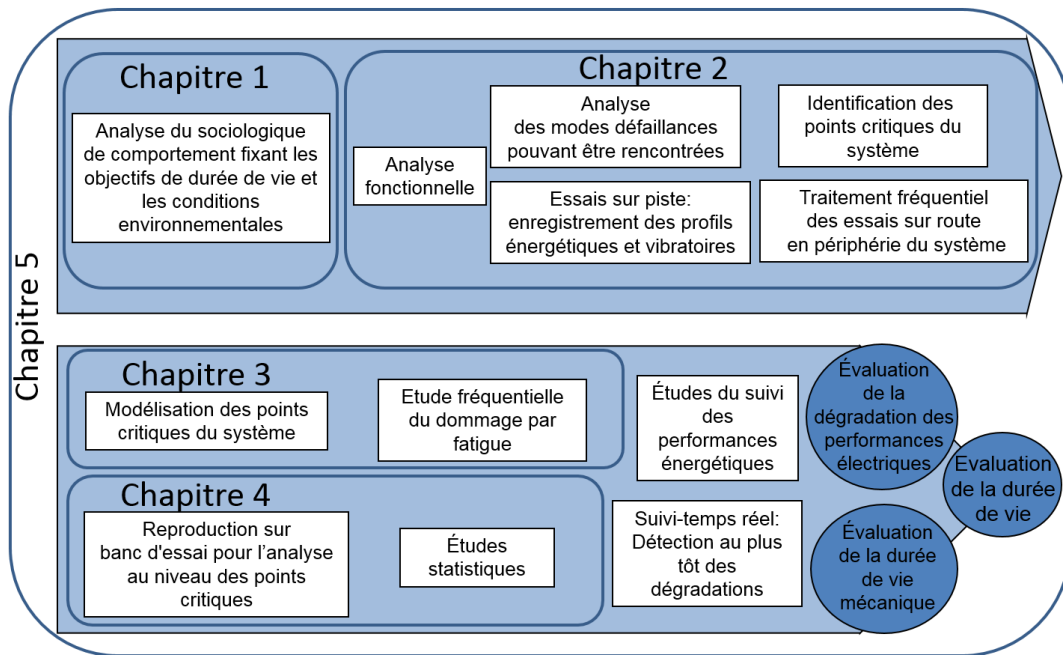 Chapitre 5
Chapitre 1
Analyse du sociologique
de comportement fixant les
objectifs de durée de vie et
les conditions
environnementales
Chapitre 2
Analyse
fonctionnelle
Analyse
des modes défaillances
pouvant être rencontrées
Identification des
points critiques du
système
Essais sur piste:
enregistrement des profils
énergétiques et vibratoires
Traitement fréquentiel
des essais sur route
en périphérie du système
Chapitre 3
Modélisation des points
critiques du système
Etude fréquentielle
du dommage par
fatigue
Études du suivi
des
performances
énergétiques
Évaluation
de la
dégradation des
performances
électriques
Chapitre 4
Reproduction sur
banc d'essai pour l'analyse
au niveau des points
critiques
Études
statistiques
Suivi-temps réel:
Détection au plus
tôt des
dégradations
Évaluation
de la durée
de vie
mécanique
Evaluation
de la durée
de vie